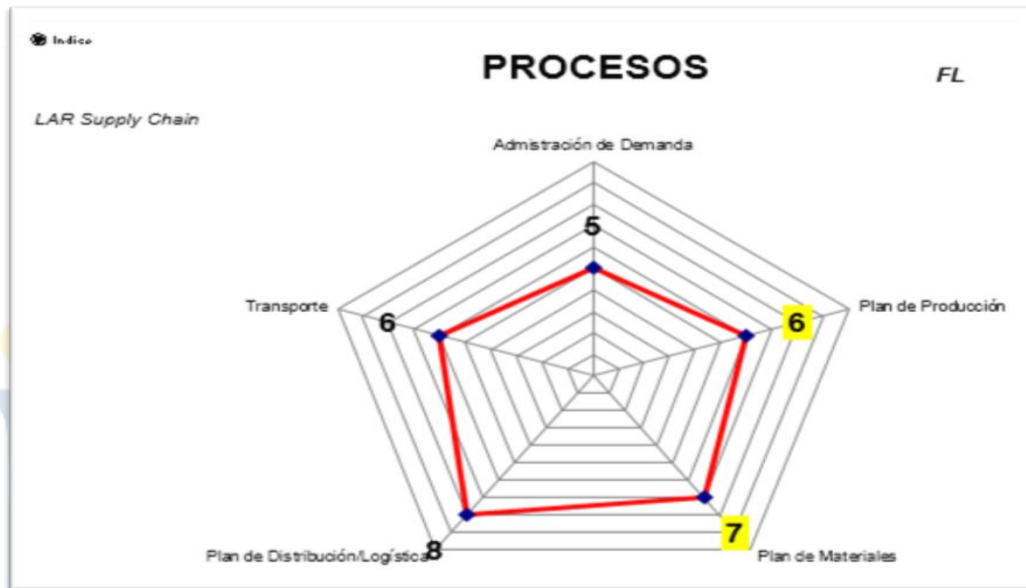 Indice
PROCESOS
FL
LAR Supply Chain
Admistración de Demanda
5
Transporte
6
6
Plan de Producción
Plan de Distribución/Logística
8
7
Plan de Materiales